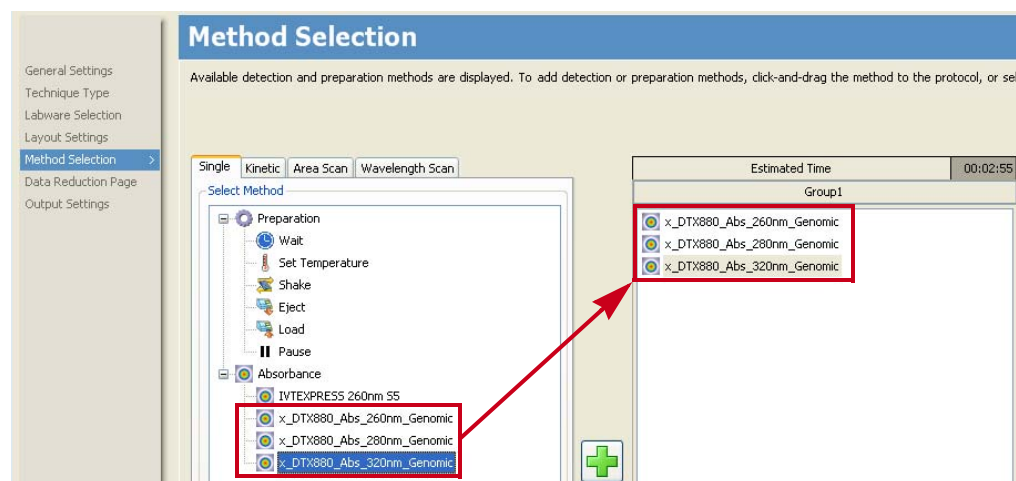 Method Selection
General Settings
Technique Type
Labware Selection
Layout Settings
Method Selection >
Data Reduction Page
Output Settings
Available detection and preparation methods are displayed. To add detection or preparation methods, click-and-drag the method to the protocol, or sel
Single Kinetic Area Scan Wavelength Scan
Select Method
Preparation
Wait
Set Temperature
Shake
Eject
Load
Pause
Absorbance
IVTEXPRESS 260nm S5
x_DTX880_Abs_260nm_Genomic
x_DTX880_Abs_280nm_Genomic
x_DTX880_Abs_320nm_Genomic
Estimated Time 00:02:55
Group1
x_DTX880_Abs_260nm_Genomic
x_DTX880_Abs_280nm_Genomic
x_DTX880_Abs_320nm_Genomic